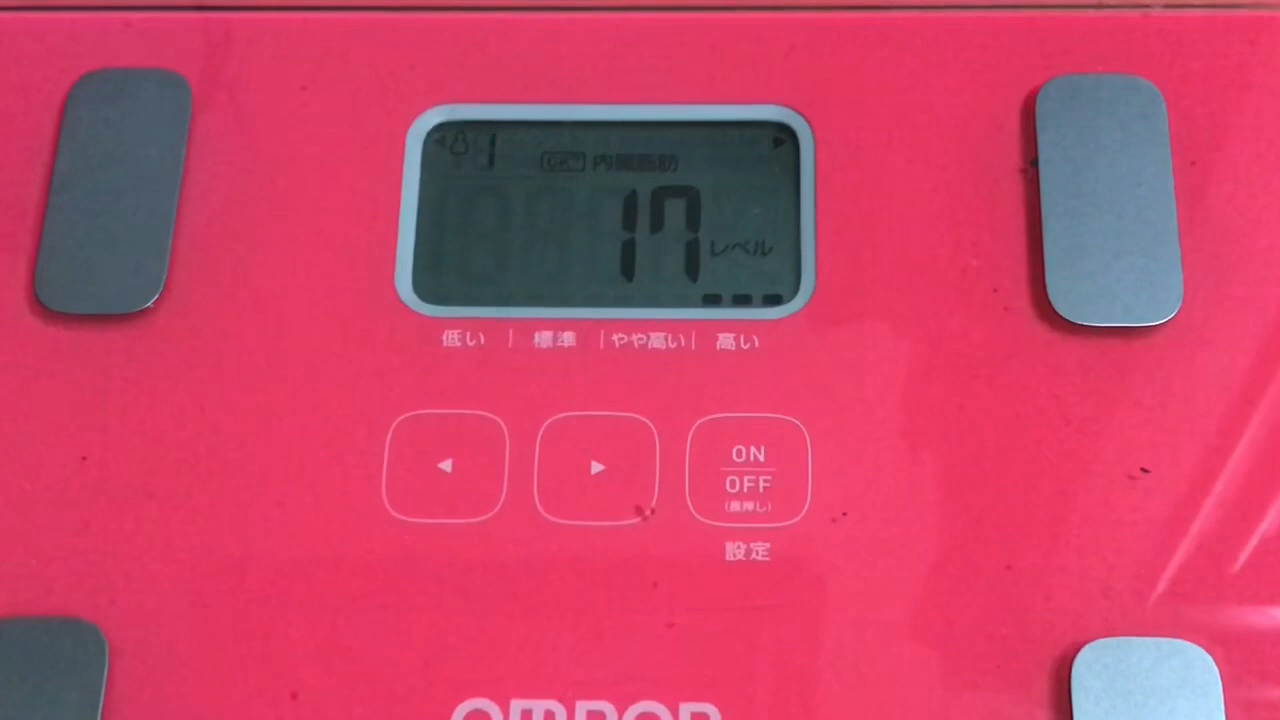 1
内臓脂肪
17 レベル
低い | 標準 | やや高い | 高い
◀ ▶ ON
OFF
(長押し)
設定
OMRON